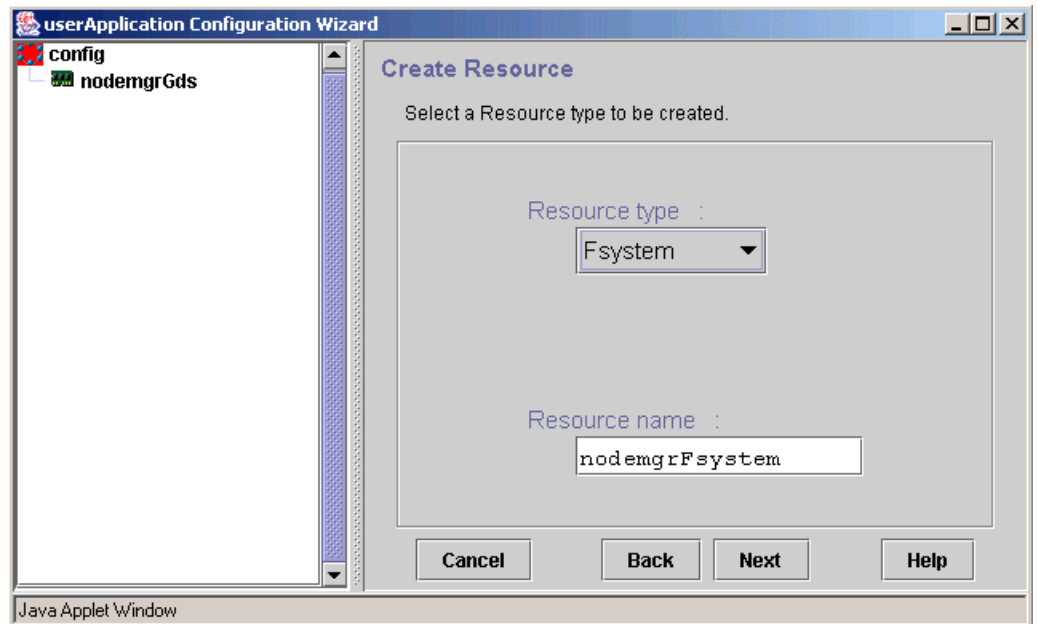 userApplication Configuration Wizard
config
nodemgrGds
Create Resource
Select a Resource type to be created.
Resource type :
Fsystem
Resource name :
nodemgrFsystem
Cancel Back Next Help
Java Applet Window